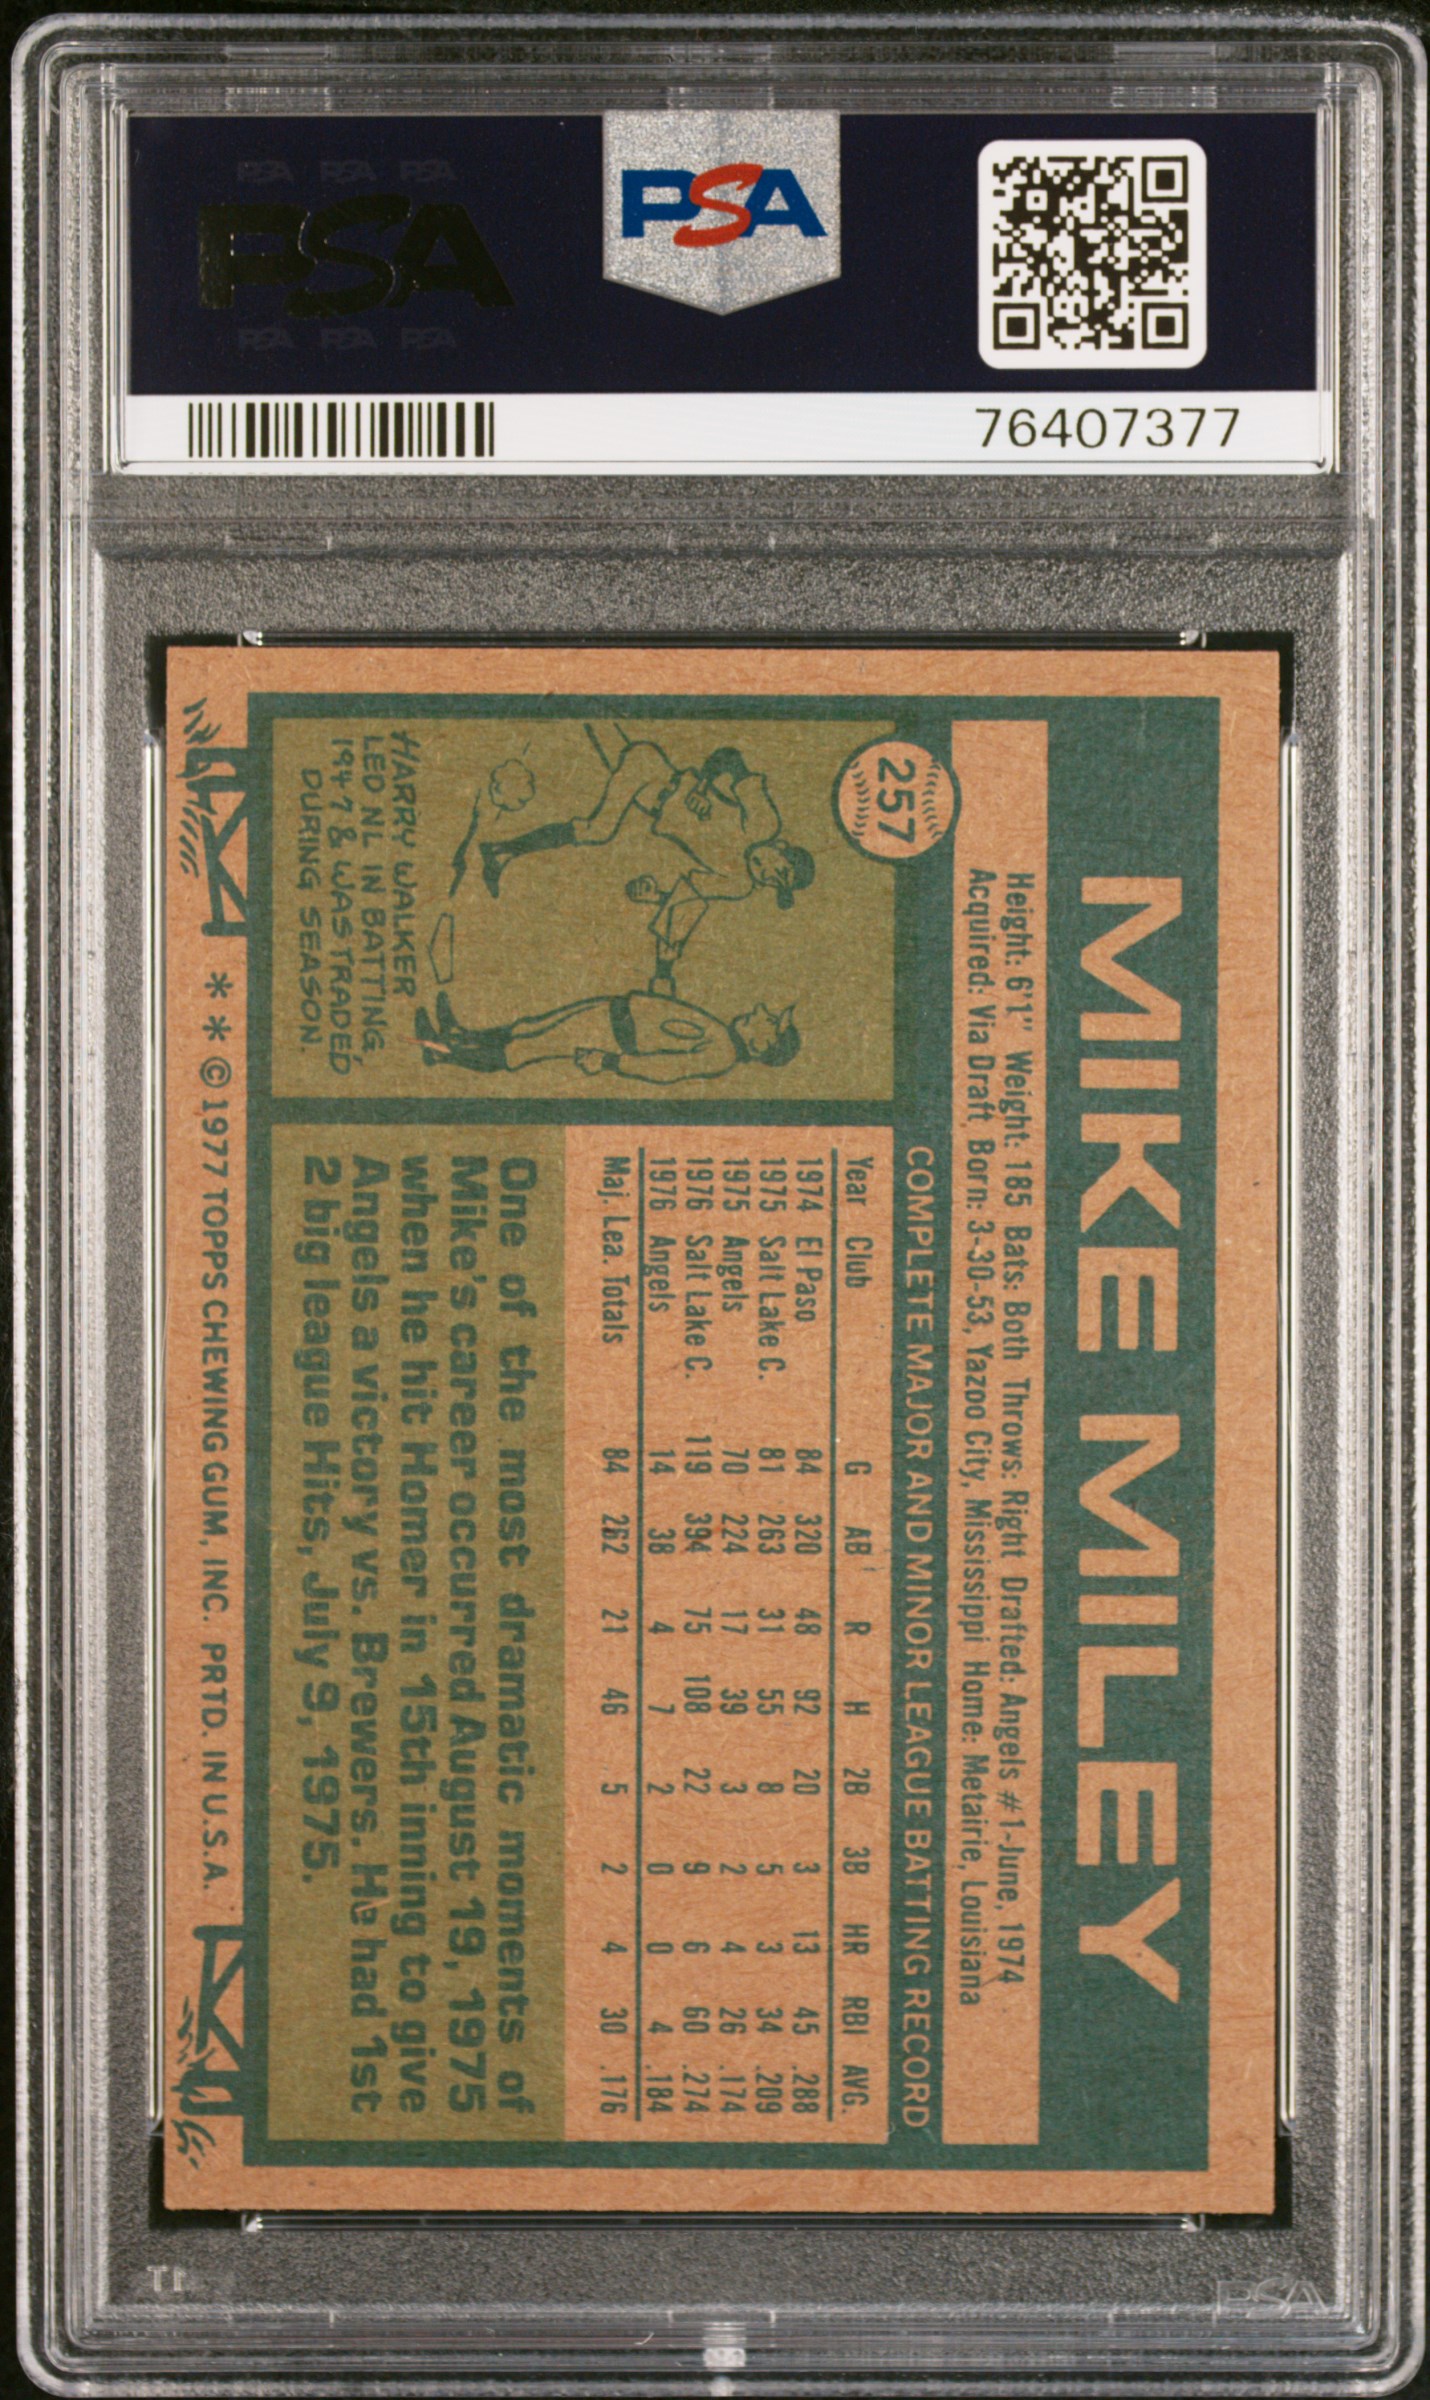 PSA PSA PSA
PSA
PSA PSA PSA
PSA
76407377
MIKE MILEY
Height: 6'1" Weight: 185 Bats: Both Throws: Right Drafted: Angels #1-June, 1974
Acquired: Via Draft Born: 3-30-53, Yazoo City, Mississippi Home: Metairie, Louisiana
257
COMPLETE MAJOR AND MINOR LEAGUE BATTING RECORD
Year Club G AB R H 2B 3B HR RBI AVG.
1974 El Paso 84 320 48 92 20 3 13 45 .288
1975 Salt Lake C. 81 263 31 55 8 5 3 34 .209
1975 Angels 70 224 17 39 3 2 4 26 .174
1976 Salt Lake C. 119 394 75 108 22 9 6 60 .274
1976 Angels 14 38 4 7 2 0 0 4 .184
Maj. Lea. Totals 84 262 21 46 5 2 4 30 .176
HARRY WALKER
LED NL IN BATTING,
1947 & WAS TRADED,
DURING SEASON.
One of the most dramatic moments of
Mike's career occurred August 19, 1975
when he hit Homer in 15th inning to give
Angels a victory vs. Brewers. He had 1st
2 big league Hits, July 9, 1975.
** © 1977 TOPPS CHEWING GUM, INC. PRTD. IN U.S.A.
PSA